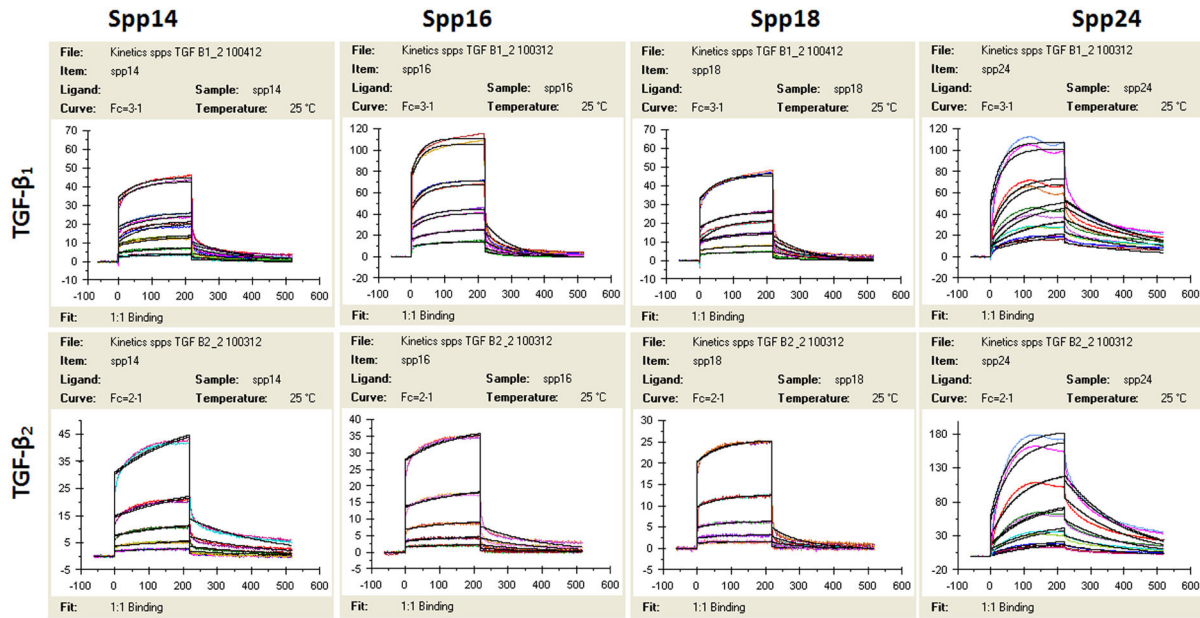 Spp14 Spp16 Spp18 Spp24
TGF-β1
File: Kinetics spps TGF B1_2 100412
Item: spp14
Ligand: Sample: spp14
Curve: Fc=3-1 Temperature: 25 °C
70
60
50
40
30
20
10
0
-10
-100 0 100 200 300 400 500 600
Fit: 1:1 Binding
File: Kinetics spps TGF B1_2 100312
Item: spp16
Ligand: Sample: spp16
Curve: Fc=3-1 Temperature: 25 °C
120
100
80
60
40
20
0
-20
-100 0 100 200 300 400 500 600
Fit: 1:1 Binding
File: Kinetics spps TGF B1_2 100412
Item: spp18
Ligand: Sample: spp18
Curve: Fc=3-1 Temperature: 25 °C
70
60
50
40
30
20
10
0
-10
-100 0 100 200 300 400 500 600
Fit: 1:1 Binding
File: Kinetics spps TGF B1_2 100312
Item: spp24
Ligand: Sample: spp24
Curve: Fc=3-1 Temperature: 25 °C
120
100
80
60
40
20
0
-20
-100 0 100 200 300 400 500 600
Fit: 1:1 Binding
TGF-β2
File: Kinetics spps TGF B2_2 100312
Item: spp14
Ligand: Sample: spp14
Curve: Fc=2-1 Temperature: 25 °C
45
35
25
15
5
-5
-100 0 100 200 300 400 500 600
Fit: 1:1 Binding
File: Kinetics spps TGF B2_2 100312
Item: spp16
Ligand: Sample: spp16
Curve: Fc=2-1 Temperature: 25 °C
40
35
30
25
20
15
10
5
0
-5
-100 0 100 200 300 400 500 600
Fit: 1:1 Binding
File: Kinetics spps TGF B2_2 100312
Item: spp18
Ligand: Sample: spp18
Curve: Fc=2-1 Temperature: 25 °C
30
25
20
15
10
5
0
-5
-100 0 100 200 300 400 500 600
Fit: 1:1 Binding
File: Kinetics spps TGF B2_2 100312
Item: spp24
Ligand: Sample: spp24
Curve: Fc=2-1 Temperature: 25 °C
180
130
80
30
-20
-100 0 100 200 300 400 500 600
Fit: 1:1 Binding